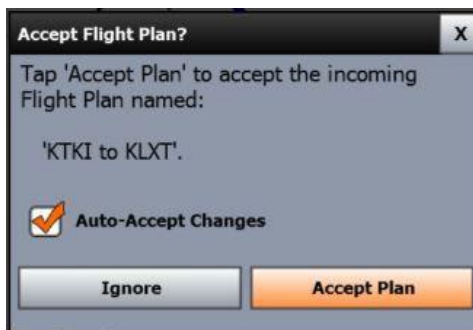 Accept Flight Plan?
X
Tap 'Accept Plan' to accept the incoming
Flight Plan named:
'KTKI to KLXT'.
Auto-Accept Changes
Ignore
Accept Plan